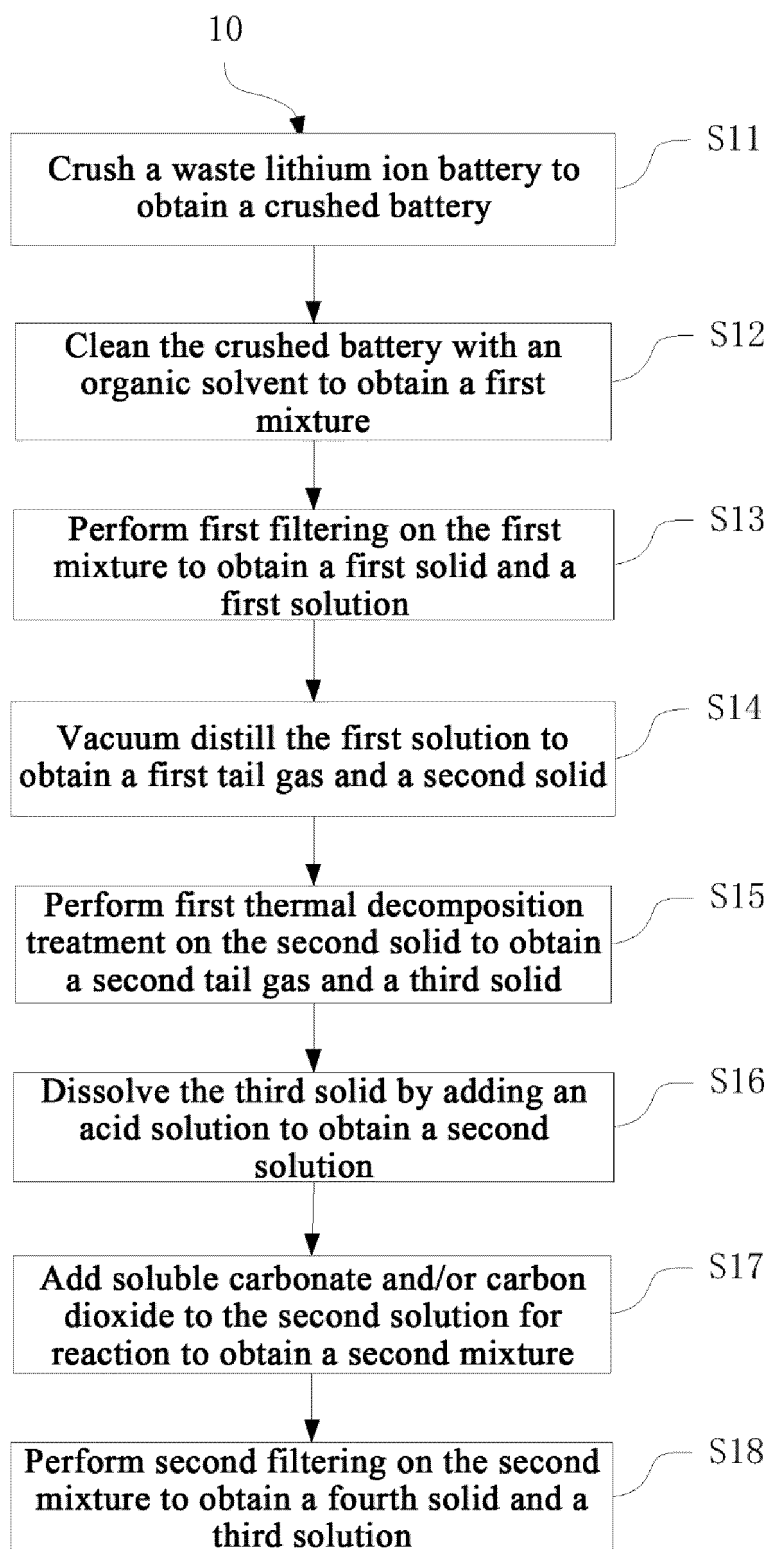 10
Crush a waste lithium ion battery to
obtain a crushed battery
S11
Clean the crushed battery with an
organic solvent to obtain a first
mixture
S12
Perform first filtering on the first
mixture to obtain a first solid and a
first solution
S13
Vacuum distill the first solution to
obtain a first tail gas and a second solid
S14
Perform first thermal decomposition
treatment on the second solid to obtain
a second tail gas and a third solid
S15
Dissolve the third solid by adding an
acid solution to obtain a second
solution
S16
Add soluble carbonate and/or carbon
dioxide to the second solution for
reaction to obtain a second mixture
S17
Perform second filtering on the second
mixture to obtain a fourth solid and a
third solution
S18